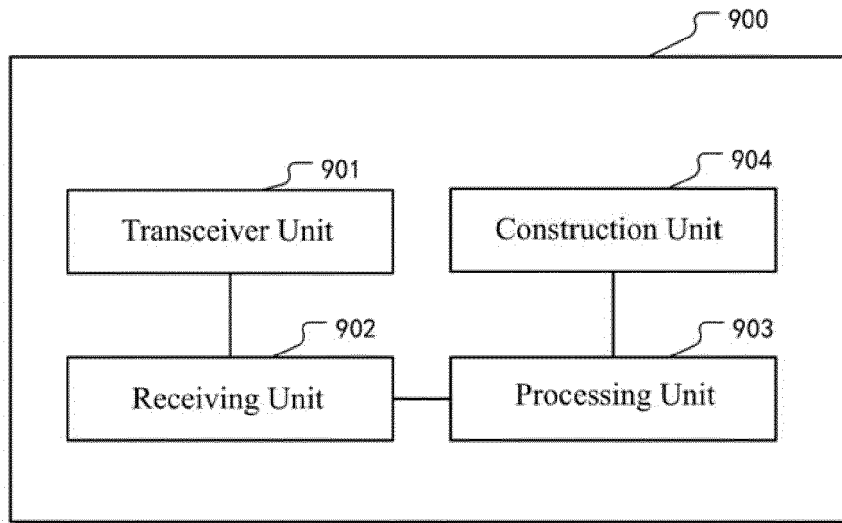 900
901
904
Transceiver Unit
Construction Unit
902
903
Receiving Unit
Processing Unit